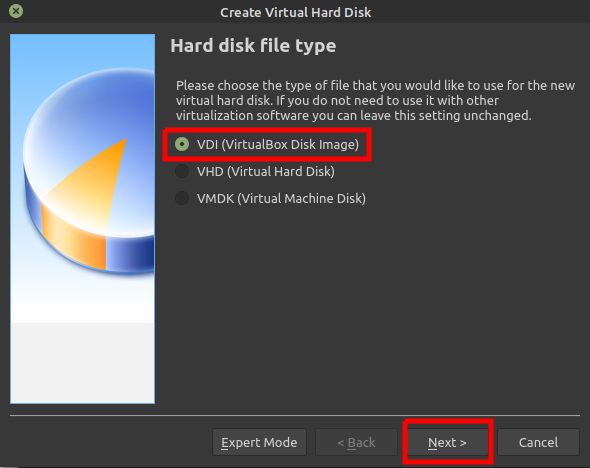 Create Virtual Hard Disk
Hard disk file type
Please choose the type of file that you would like to use for the new
virtual hard disk. If you do not need to use it with other
virtualization software you can leave this setting unchanged.
VDI (VirtualBox Disk Image)
VHD (Virtual Hard Disk)
VMDK (Virtual Machine Disk)
Expert Mode
< Back
Next >
Cancel